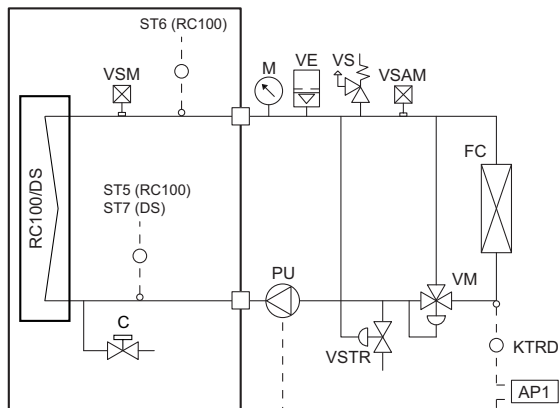 ST6 (RC100)
VSM
M
VE
VS
VSAM
FC
RC100/DS
ST5 (RC100)
ST7 (DS)
PU
VM
C
VSTR
KTRD
AP1